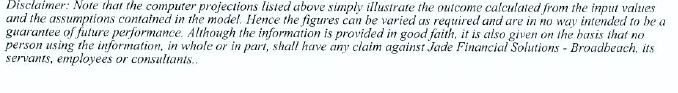 Disclaimer: Note that the computer projections listed above simply illustrate the outcome calculated from the input values
and the assumptions contained in the model. Hence the figures can be varied as required and are in no way intended to be a
guarantee of future performance. Although the information is provided in good faith, it is also given on the basis that no
person using the information, in whole or in part, shall have any claim against Jade Financial Solutions - Broadbeach, its
servants, employees or consultants..